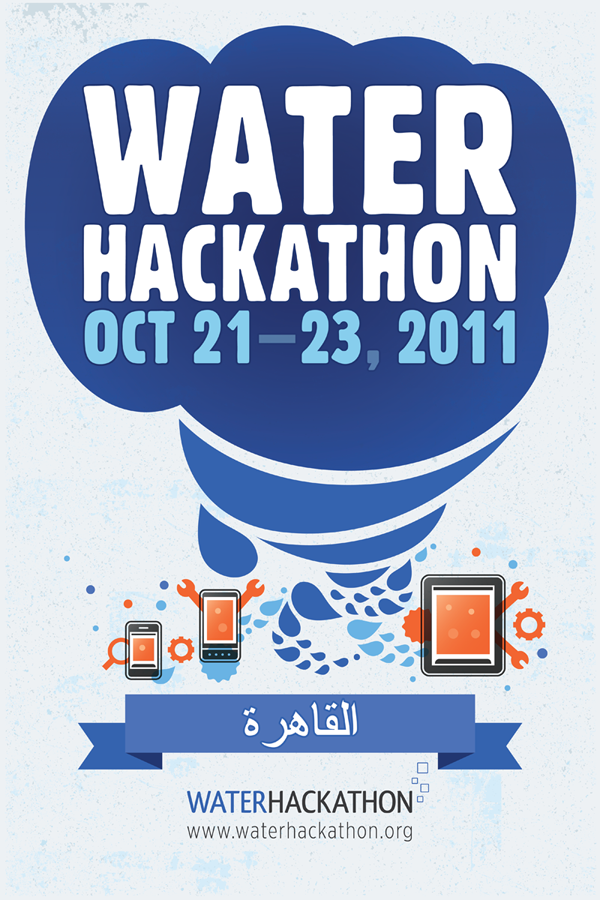 WATER
HACKATHON
OCT 21–23, 2011
القاهرة
WATERHACKATHON
www.waterhackathon.org